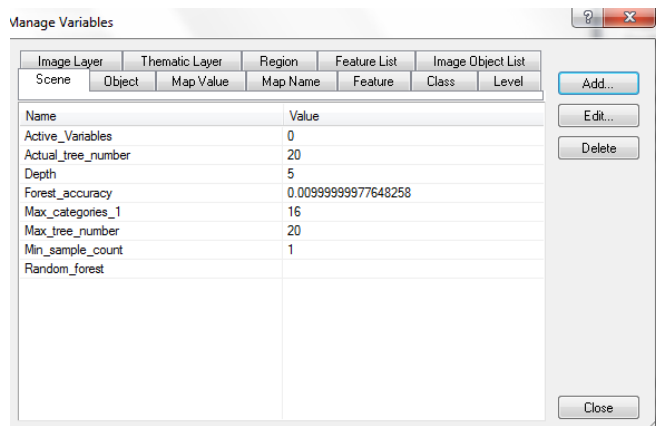 Manage Variables
? X
Image Layer Thematic Layer Region Feature List Image Object List
Scene Object Map Value Map Name Feature Class Level
Add...
Name Value
Edit...
Active_Variables 0
Actual_tree_number 20
Delete
Depth 5
Forest_accuracy 0.00999999977648258
Max_categories_1 16
Max_tree_number 20
Min_sample_count 1
Random_forest
Close